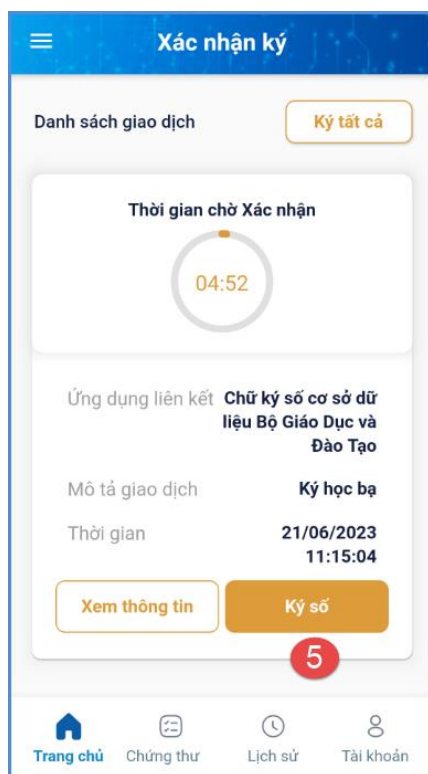 Xác nhận ký
Danh sách giao dịch
Ký tất cả
Thời gian chờ Xác nhận
04:52
Ứng dụng liên kết
Chữ ký số cơ sở dữ
liệu Bộ Giáo Dục và
Đào Tạo
Mô tả giao dịch
Ký học bạ
Thời gian
21/06/2023
11:15:04
Xem thông tin
Ký số
5
Trang chủ
Chứng thư
Lịch sử
Tài khoản